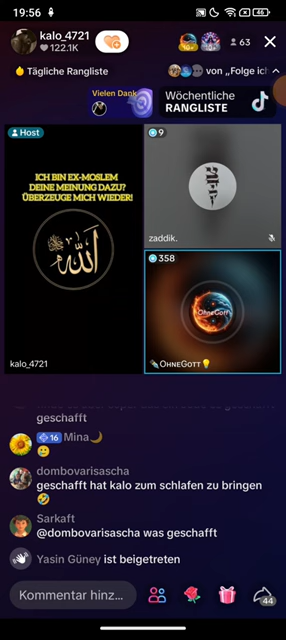 19:56
46
kalo_4721
122.1K
63
Tägliche Rangliste
von „Folge ich
Vielen Dank
Wöchentliche
RANGLISTE
Host
9
ICH BIN EX-MOSLEM
DEINE MEINUNG DAZU?
ÜBERZEUGE MICH WIEDER!
الله
kalo_4721
zaddik.
358
OhneGott
OHNEGOTT
geschafft
16 Mina
dombovarisascha
geschafft hat kalo zum schlafen zu bringen
Sarkaft
@dombovarisascha was geschafft
Yasin Güney ist beigetreten
Kommentar hinz...
44